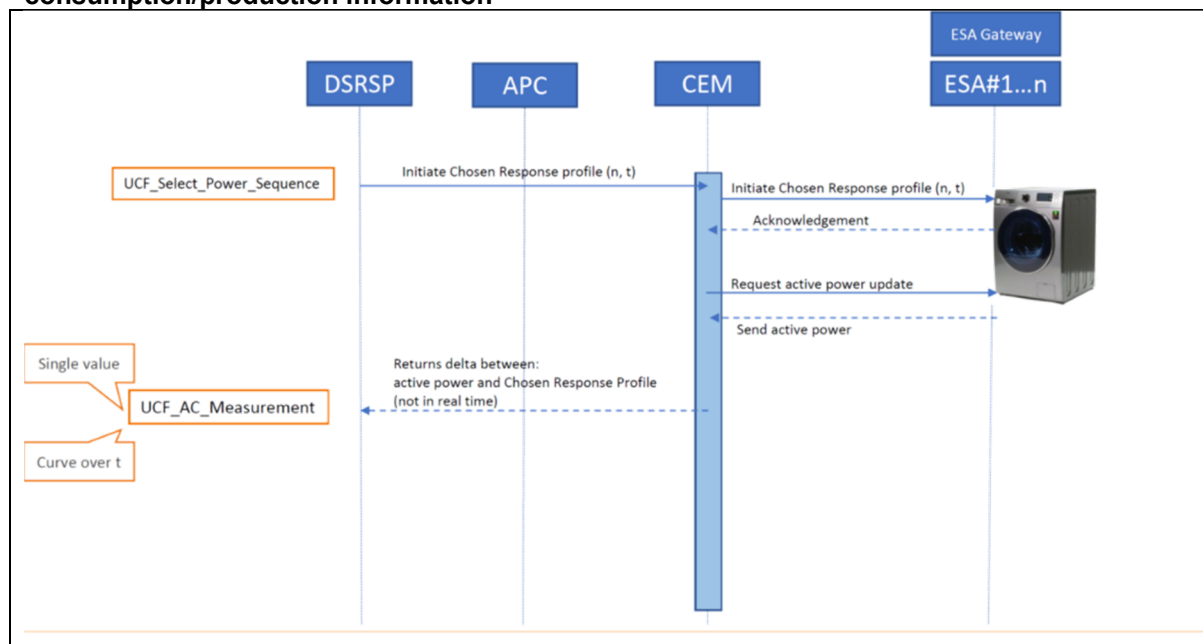 consumption/production information
ESA Gateway
DSRSP
APC
CEM
ESA#1...n
UCF_Select_Power_Sequence
Initiate Chosen Response profile (n, t)
Initiate Chosen Response profile (n, t)
Acknowledgement
Request active power update
Send active power
Single value
Returns delta between:
active power and Chosen Response Profile
(not in real time)
UCF_AC_Measurement
Curve over t